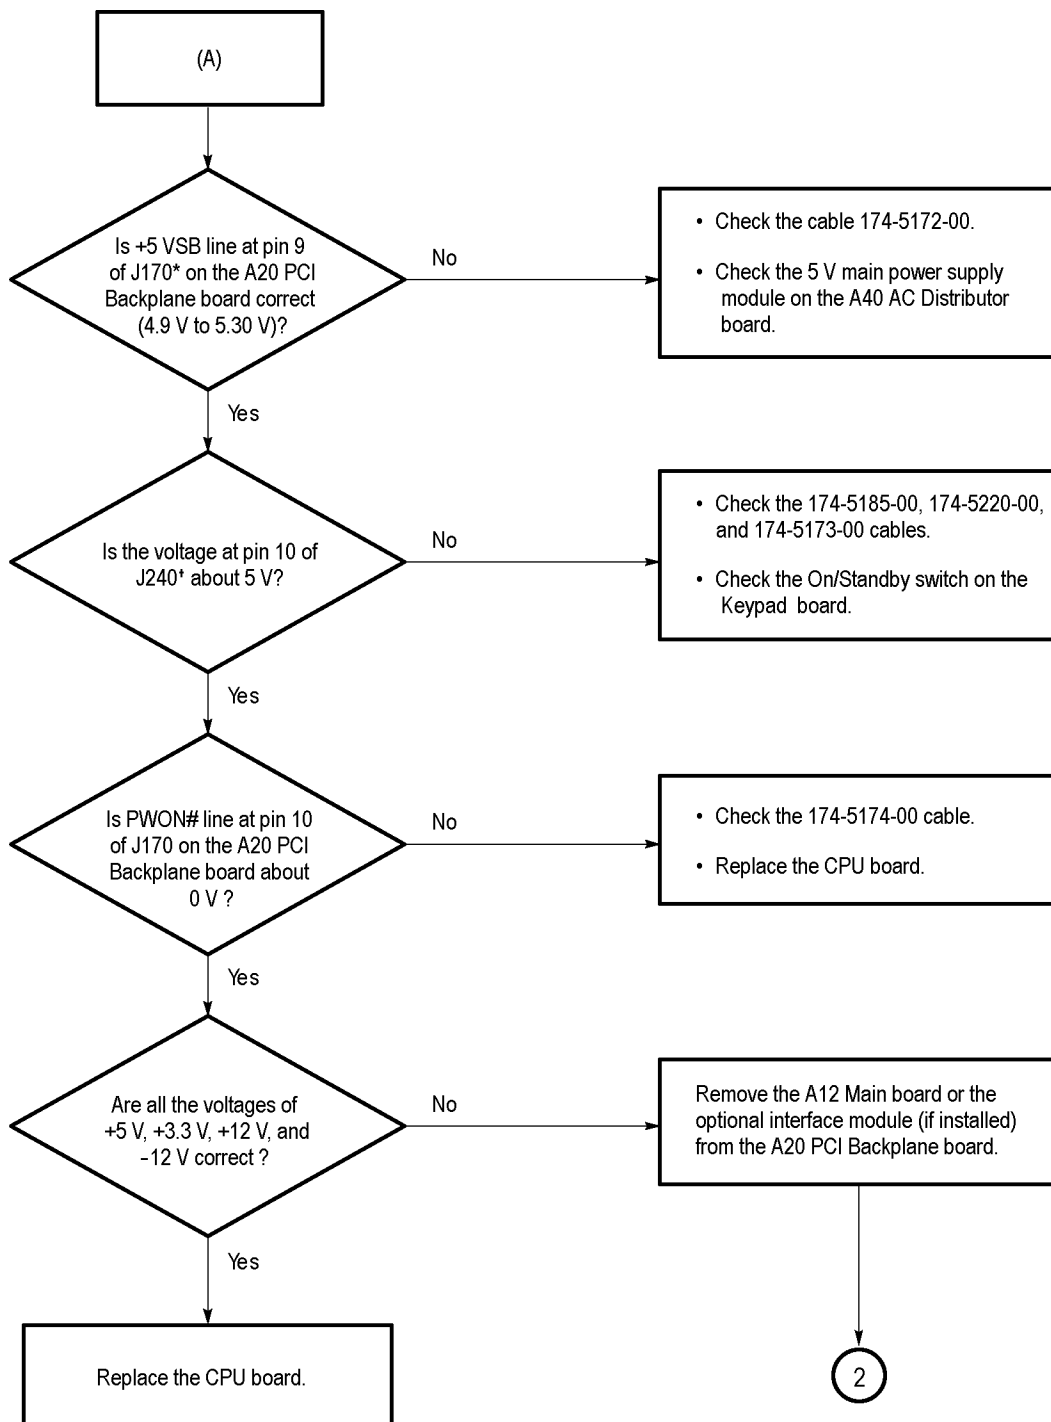 (A)
Is +5 VSB line at pin 9
of J170* on the A20 PCI
Backplane board correct
(4.9 V to 5.30 V)?
No
• Check the cable 174-5172-00.
• Check the 5 V main power supply
module on the A40 AC Distributor
board.
Yes
Is the voltage at pin 10 of
J240† about 5 V?
No
• Check the 174-5185-00, 174-5220-00,
and 174-5173-00 cables.
• Check the On/Standby switch on the
Keypad board.
Yes
Is PWON# line at pin 10
of J170 on the A20 PCI
Backplane board about
0 V ?
No
• Check the 174-5174-00 cable.
• Replace the CPU board.
Yes
Are all the voltages of
+5 V, +3.3 V, +12 V, and
-12 V correct ?
No
Remove the A12 Main board or the
optional interface module (if installed)
from the A20 PCI Backplane board.
Yes
Replace the CPU board.
2